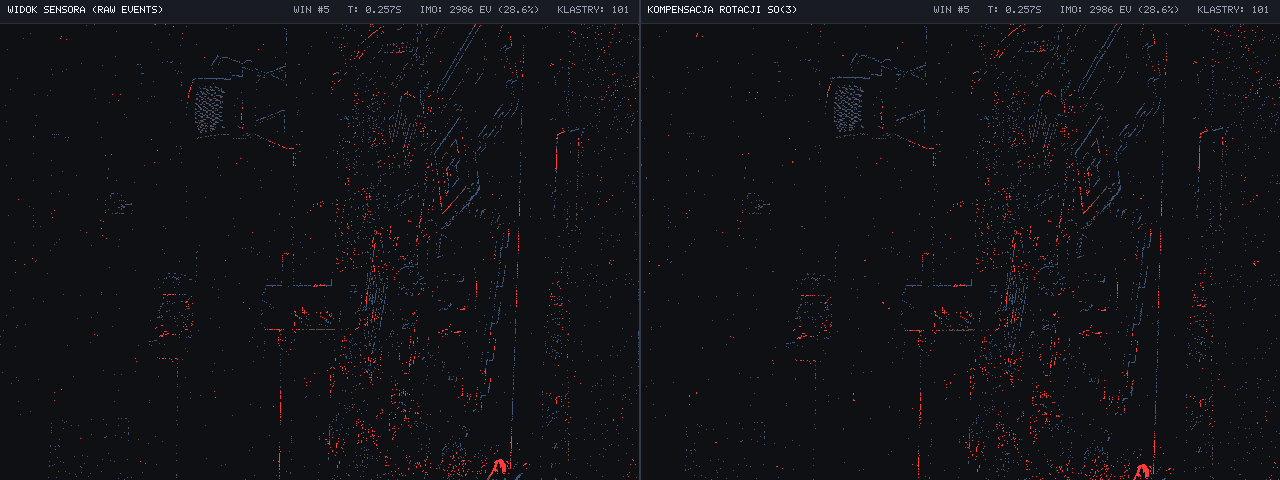 WIDOK SENSORA (RAW EVENTS) WIN #5 T: 0.257S IMO: 2986 EV (28.6%) KLASTRY: 101
KOMPENSACJA ROTACJI SO(3) WIN #5 T: 0.257S IMO: 2986 EV (28.6%) KLASTRY: 101